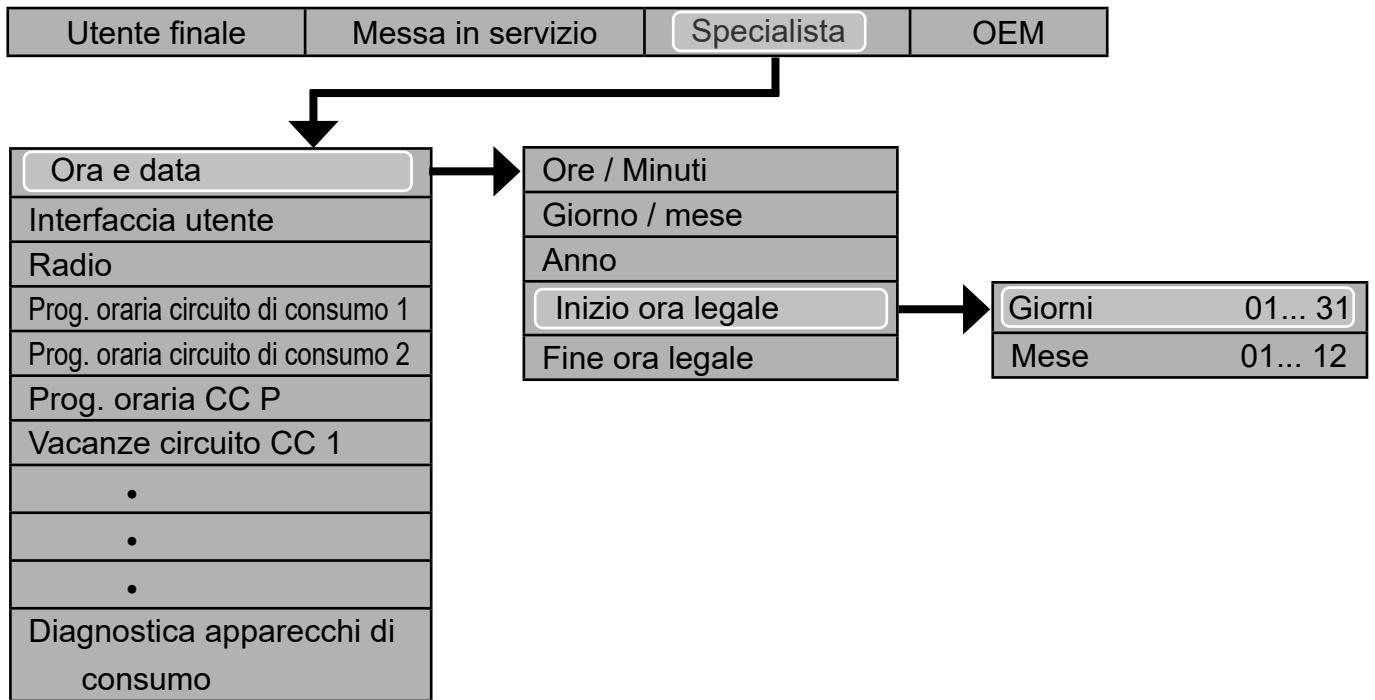 Utente finale
Messa in servizio
Specialista
OEM
Ora e data
Interfaccia utente
Radio
Prog. oraria circuito di consumo 1
Prog. oraria circuito di consumo 2
Prog. oraria CC P
Vacanze circuito CC 1
•
•
•
Diagnostica apparecchi di
consumo
Ore / Minuti
Giorno / mese
Anno
Inizio ora legale
Fine ora legale
Giorni 01... 31
Mese 01... 12